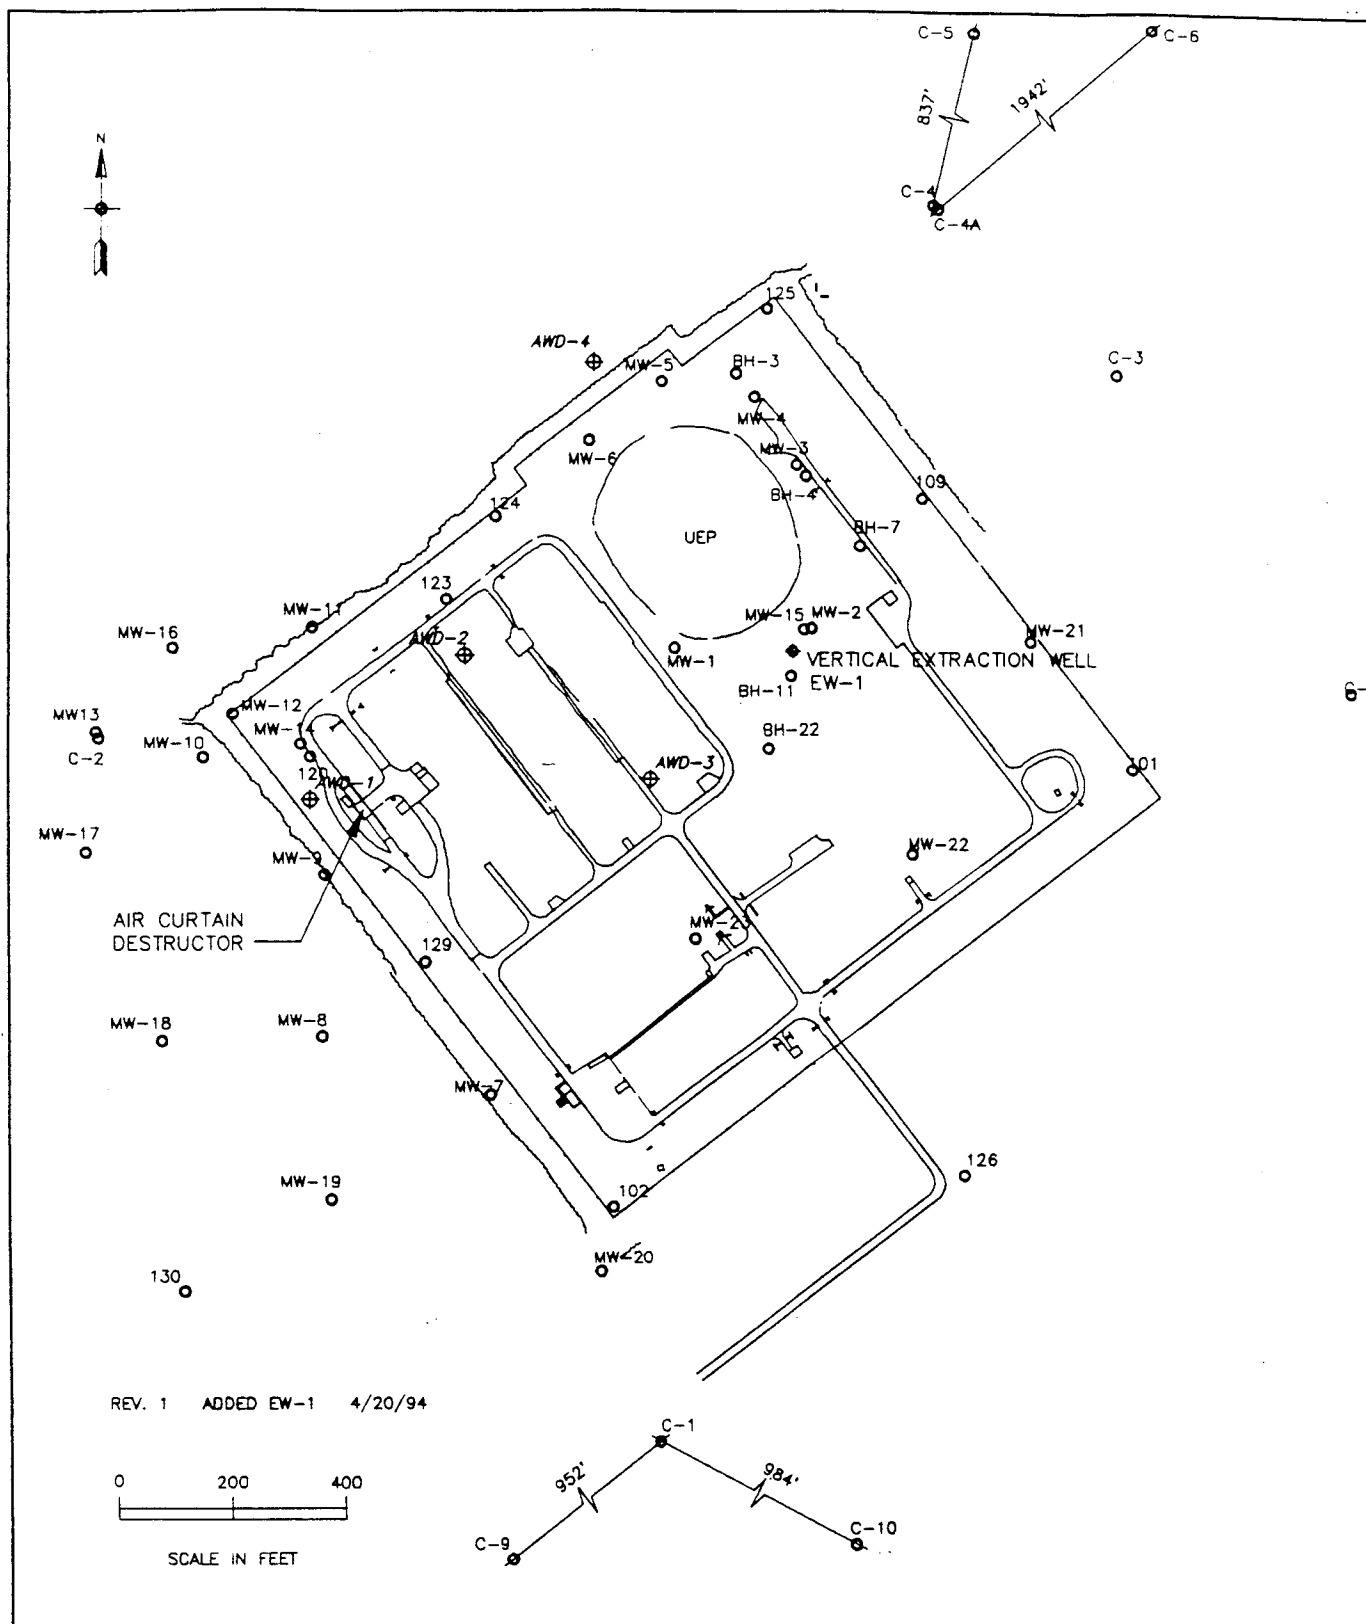 C-5
C-6
837'
1942'
N
C-4
C-4A
125
AWD-4
MW-5
BH-3
C-3
MW-4
MW-6
MW-3
BH-4
109
124
UEP
BH-7
123
MW-11
MW-16
AWD-2
MW-15
MW-2
MW-21
MW-1
VERTICAL EXTRACTION WELL
EW-1
BH-11
MW-12
MW13
MW-14
MW-10
C-2
BH-22
120
AWD-1
AWD-3
101
MW-17
MW-9
MW-22
AIR CURTAIN
DESTRUCTOR
MW-23
129
MW-18
MW-8
MW-7
126
MW-19
102
MW-20
130
REV. 1 ADDED EW-1 4/20/94
C-1
0 200 400
952'
984'
SCALE IN FEET
C-9
C-10